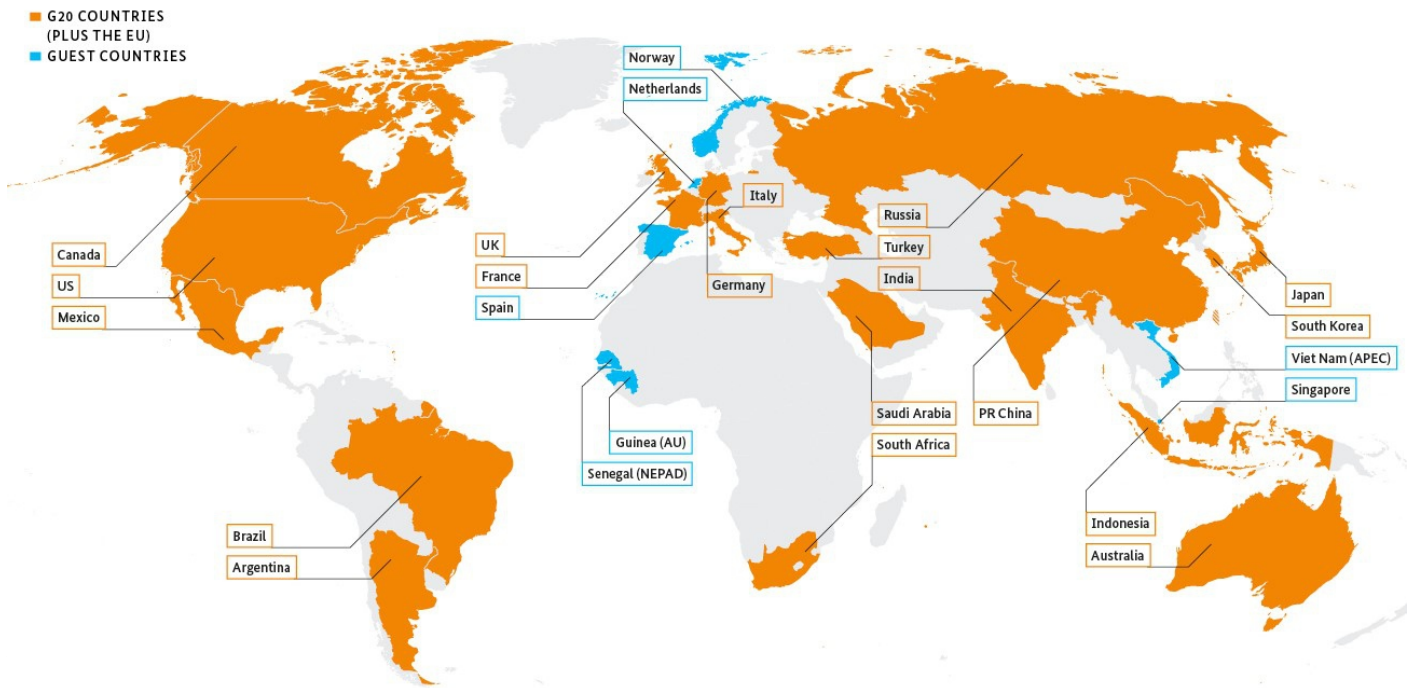 G20 COUNTRIES
(PLUS THE EU)
GUEST COUNTRIES
Norway
Netherlands
Italy
Russia
UK
Turkey
Canada
France
India
US
Germany
Japan
Spain
Mexico
South Korea
Viet Nam (APEC)
Singapore
Saudi Arabia
PR China
Guinea (AU)
South Africa
Senegal (NEPAD)
Indonesia
Brazil
Australia
Argentina